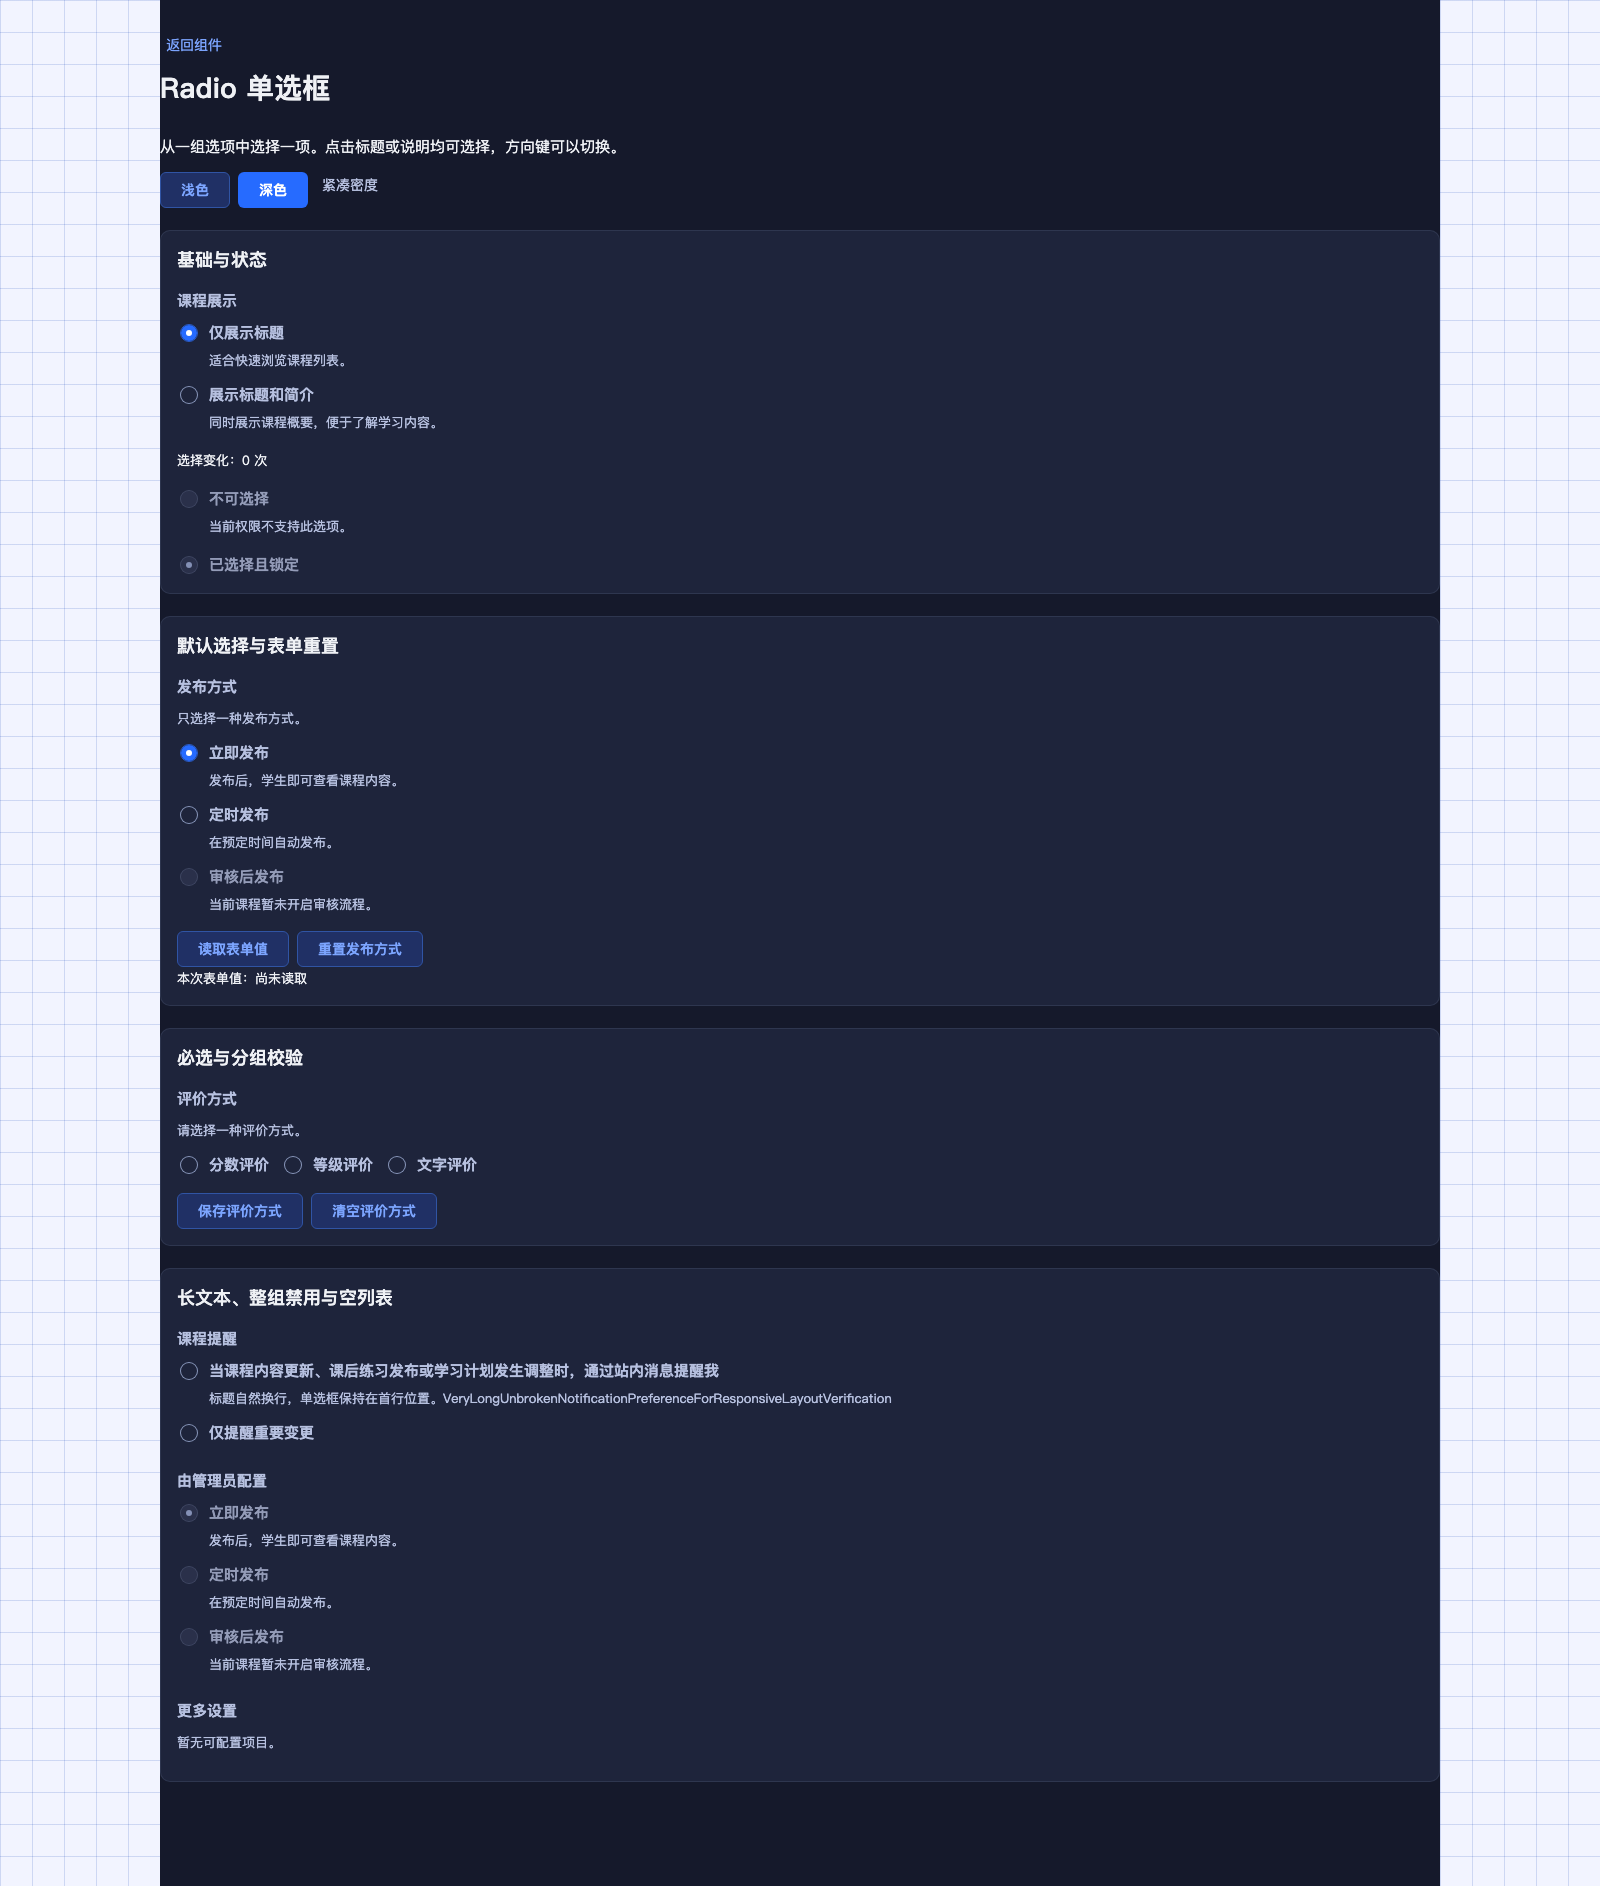 返回组件
Radio 单选框
从一组选项中选择一项。点击标题或说明均可选择，方向键可以切换。
浅色 深色 紧凑密度
基础与状态
课程展示
仅展示标题
适合快速浏览课程列表。
展示标题和简介
同时展示课程概要，便于了解学习内容。
选择变化：0 次
不可选择
当前权限不支持此选项。
已选择且锁定
默认选择与表单重置
发布方式
只选择一种发布方式。
立即发布
发布后，学生即可查看课程内容。
定时发布
在预定时间自动发布。
审核后发布
当前课程暂未开启审核流程。
读取表单值 重置发布方式
本次表单值：尚未读取
必选与分组校验
评价方式
请选择一种评价方式。
分数评价 等级评价 文字评价
保存评价方式 清空评价方式
长文本、整组禁用与空列表
课程提醒
当课程内容更新、课后练习发布或学习计划发生调整时，通过站内消息提醒我
标题自然换行，单选框保持在首行位置。VeryLongUnbrokenNotificationPreferenceForResponsiveLayoutVerification
仅提醒重要变更
由管理员配置
立即发布
发布后，学生即可查看课程内容。
定时发布
在预定时间自动发布。
审核后发布
当前课程暂未开启审核流程。
更多设置
暂无可配置项目。